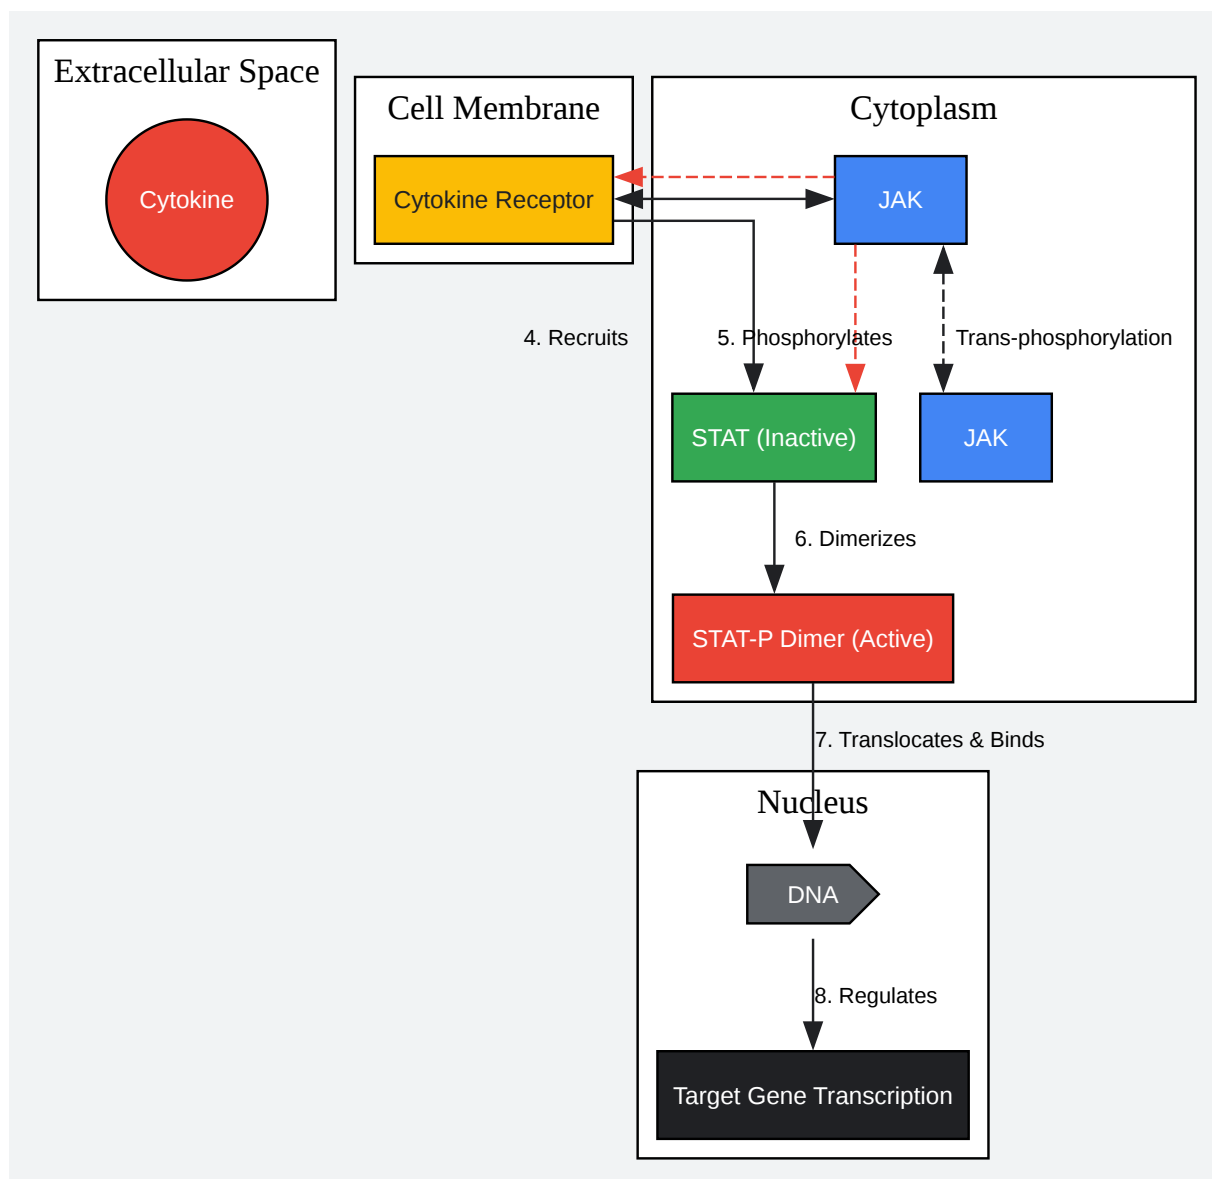 Extracellular Space
Cytokine
Cell Membrane
Cytokine Receptor
Cytoplasm
JAK
4. Recruits
5. Phosphorylates
Trans-phosphorylation
STAT (Inactive)
JAK
6. Dimerizes
STAT-P Dimer (Active)
7. Translocates & Binds
Nucleus
DNA
8. Regulates
Target Gene Transcription